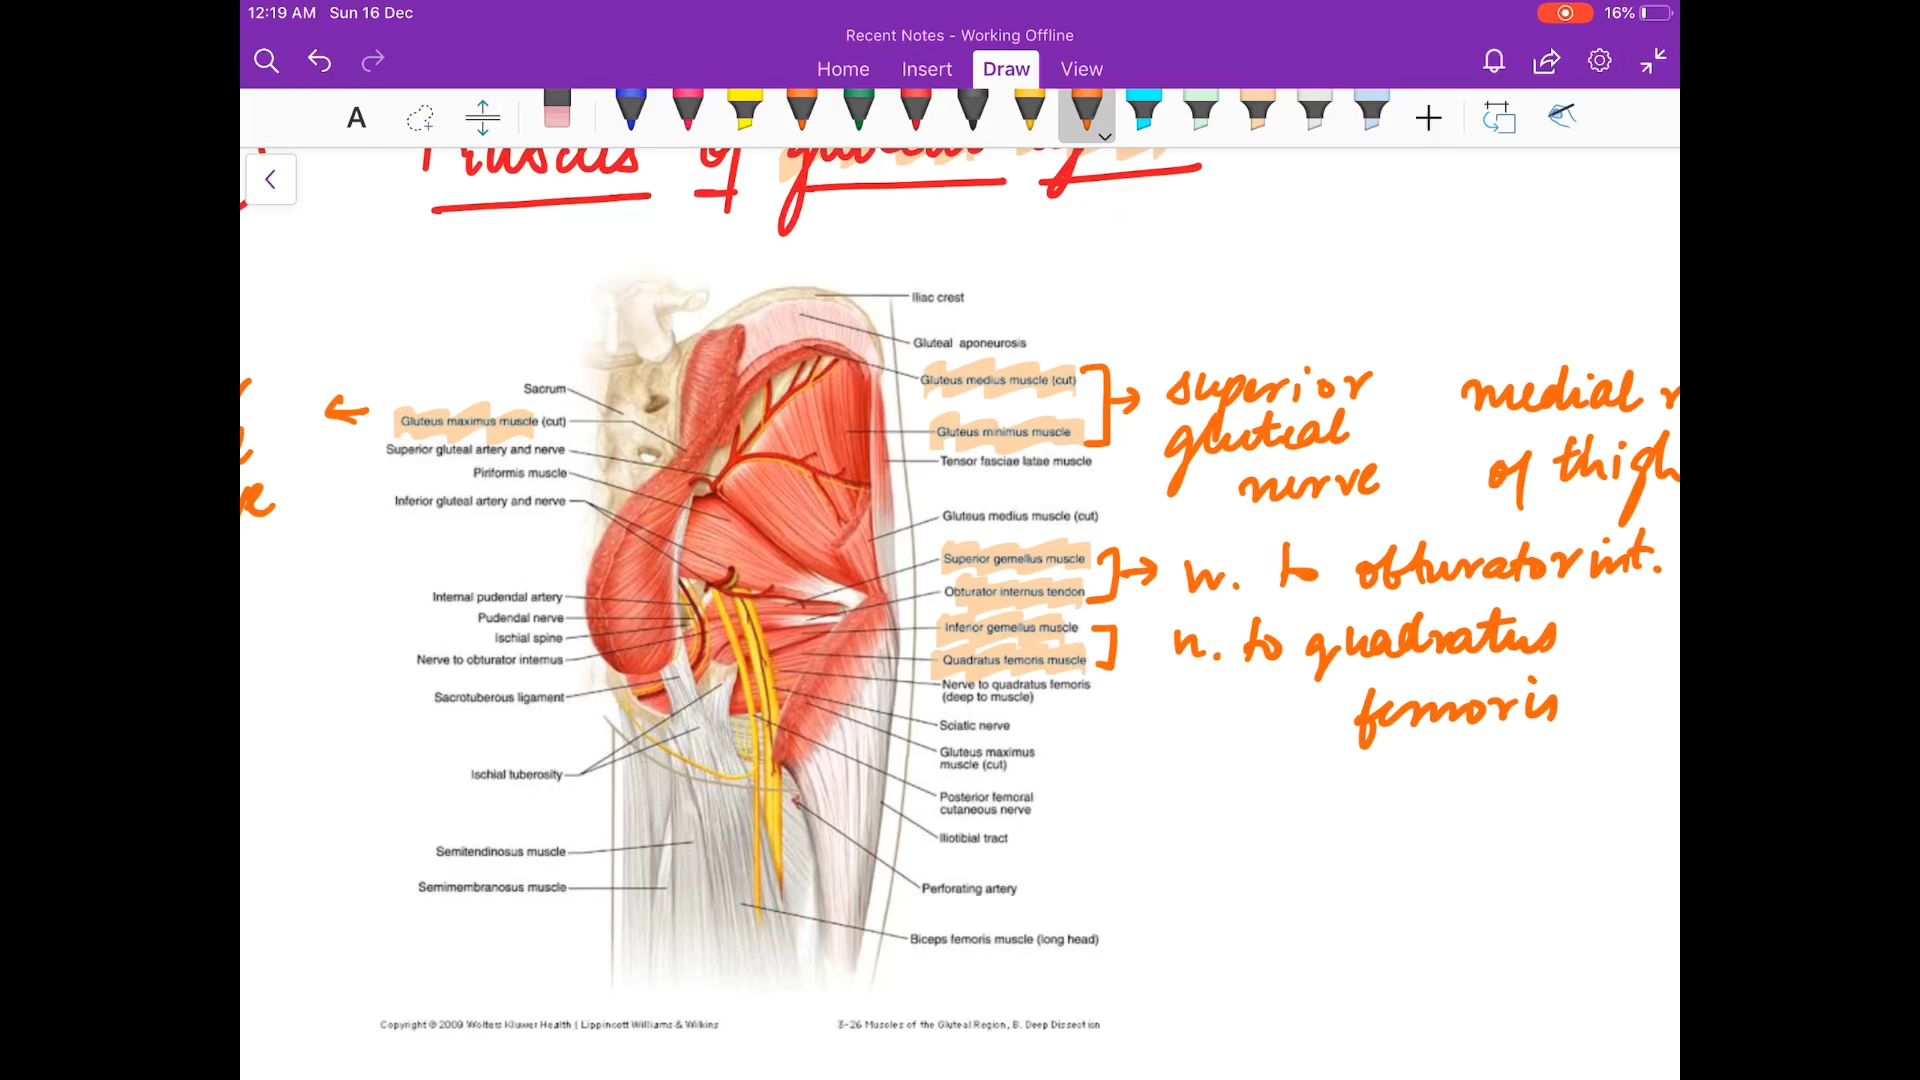 12:19 AM Sun 16 Dec
16%
Recent Notes - Working Offline
Home Insert Draw View
A
Muscles of gluteal
Iliac crest
Gluteal aponeurosis
Gluteus medius muscle (cut)
Gluteus minimus muscle
Tensor fasciae latae muscle
Gluteus medius muscle (cut)
Superior gemellus muscle
Obturator internus tendon
Inferior gemellus muscle
Quadratus femoris muscle
Nerve to quadratus femoris
(deep to muscle)
Sciatic nerve
Gluteus maximus
muscle (cut)
Posterior femoral
cutaneous nerve
Iliotibial tract
Perforating artery
Biceps femoris muscle (long head)
Sacrum
Gluteus maximus muscle (cut)
Superior gluteal artery and nerve
Piriformis muscle
Inferior gluteal artery and nerve
Internal pudendal artery
Pudendal nerve
Ischial spine
Nerve to obturator internus
Sacrotuberous ligament
Ischial tuberosity
Semitendinosus muscle
Semimembranosus muscle
superior
gluteal
nerve
medial
of thigh
n. to obturator int.
n. to quadratus
femoris
Copyright © 2009 Wolters Kluwer Health | Lippincott Williams & Wilkins
3-26 Muscles of the Gluteal Region, B. Deep Dissection